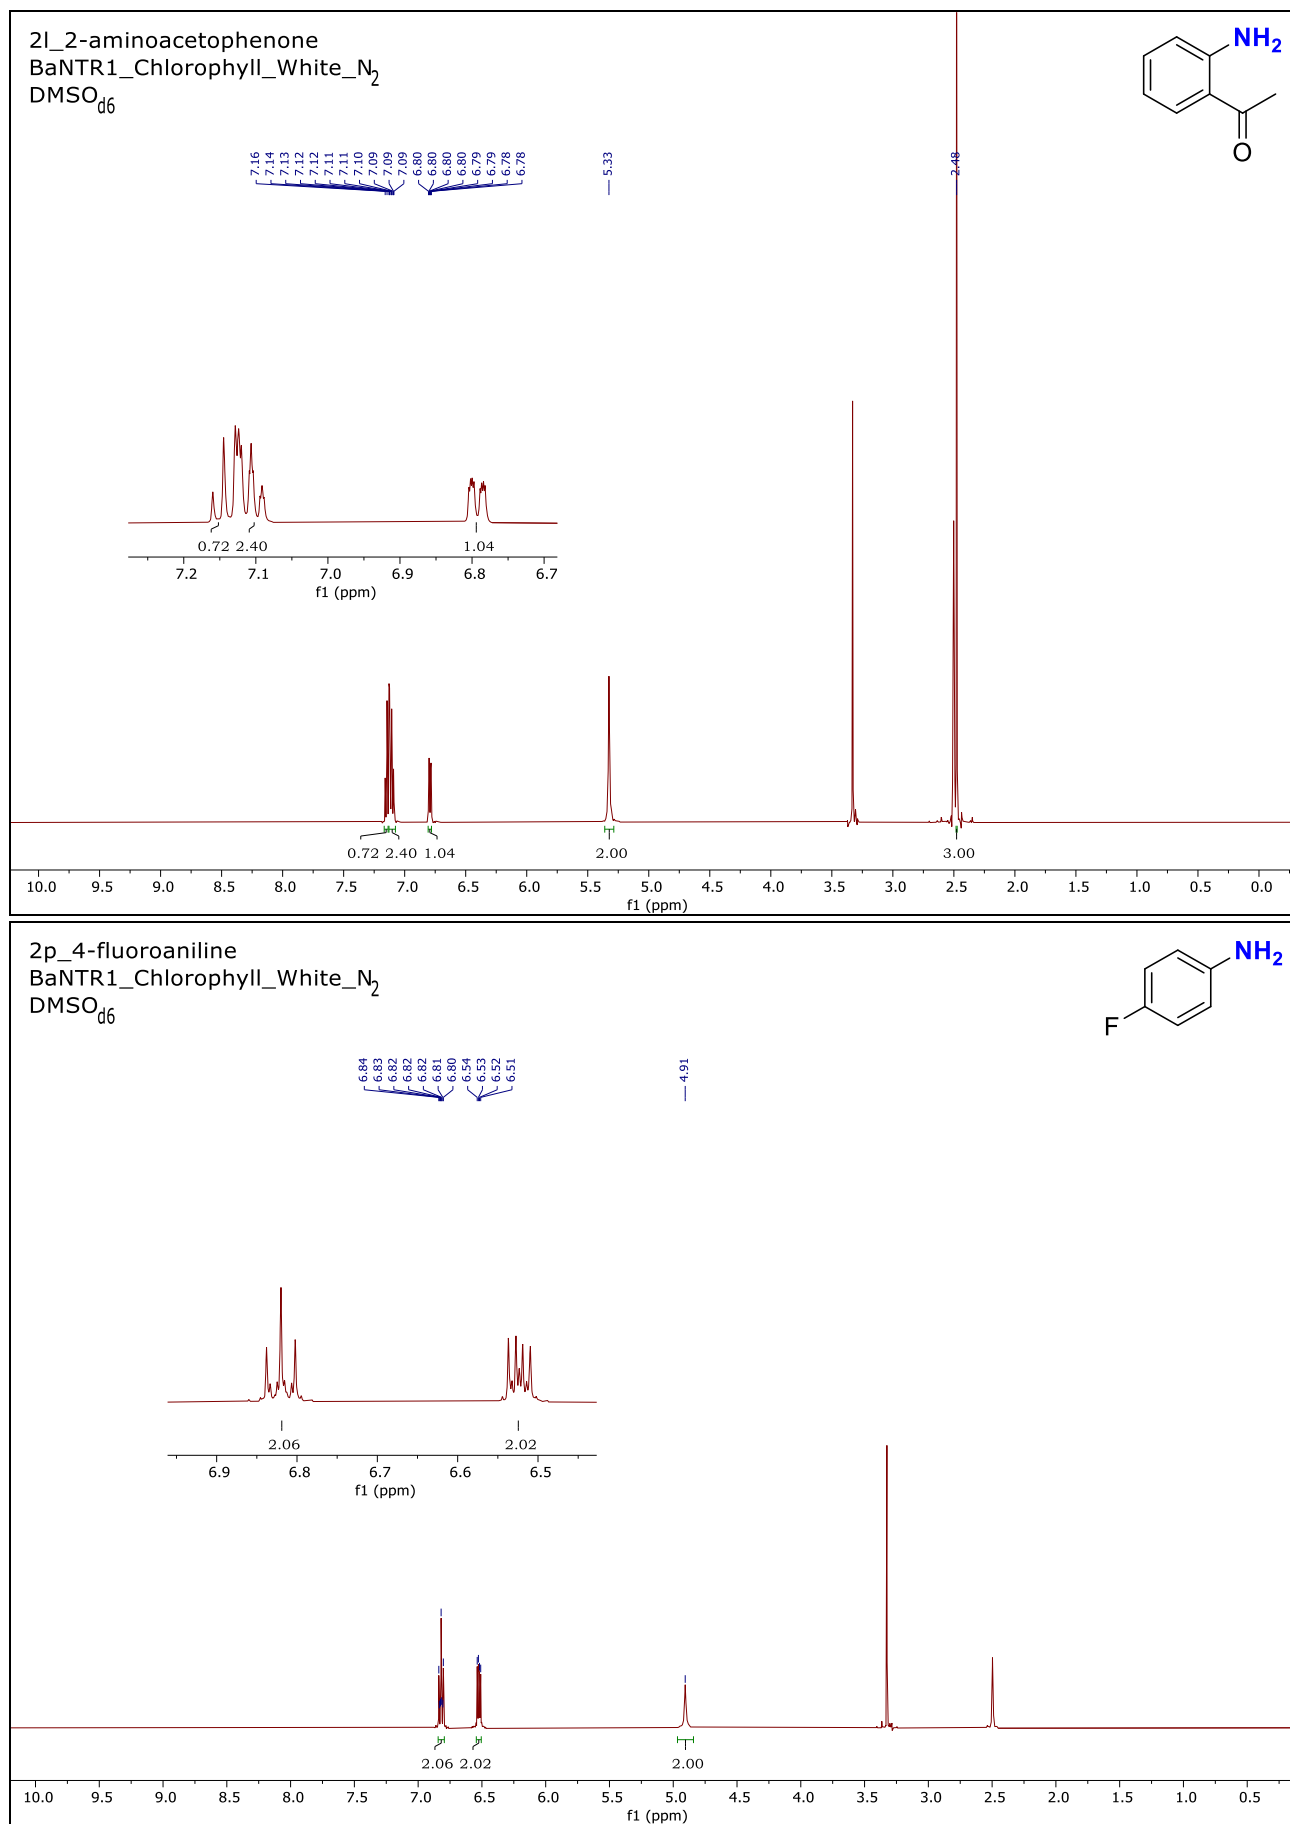 2l_2-aminoacetophenone
BaNTR1_Chlorophyll_White_N2
DMSOd6
NH2
O
7.16
7.14
7.13
7.12
7.12
7.11
7.11
7.10
7.09
7.09
7.09
6.80
6.80
6.80
6.80
6.79
6.79
6.78
6.78
5.33
2.48
0.72 2.40 1.04
7.2 7.1 7.0 6.9 6.8 6.7
f1 (ppm)
0.72 2.40 1.04 2.00 3.00
10.0 9.5 9.0 8.5 8.0 7.5 7.0 6.5 6.0 5.5 5.0 4.5 4.0 3.5 3.0 2.5 2.0 1.5 1.0 0.5 0.0
f1 (ppm)
2p_4-fluoroaniline
BaNTR1_Chlorophyll_White_N2
DMSOd6
NH2
F
6.84
6.83
6.82
6.82
6.82
6.81
6.80
6.54
6.53
6.52
6.51
4.91
2.06 2.02
6.9 6.8 6.7 6.6 6.5
f1 (ppm)
2.06 2.02 2.00
10.0 9.5 9.0 8.5 8.0 7.5 7.0 6.5 6.0 5.5 5.0 4.5 4.0 3.5 3.0 2.5 2.0 1.5 1.0 0.5
f1 (ppm)